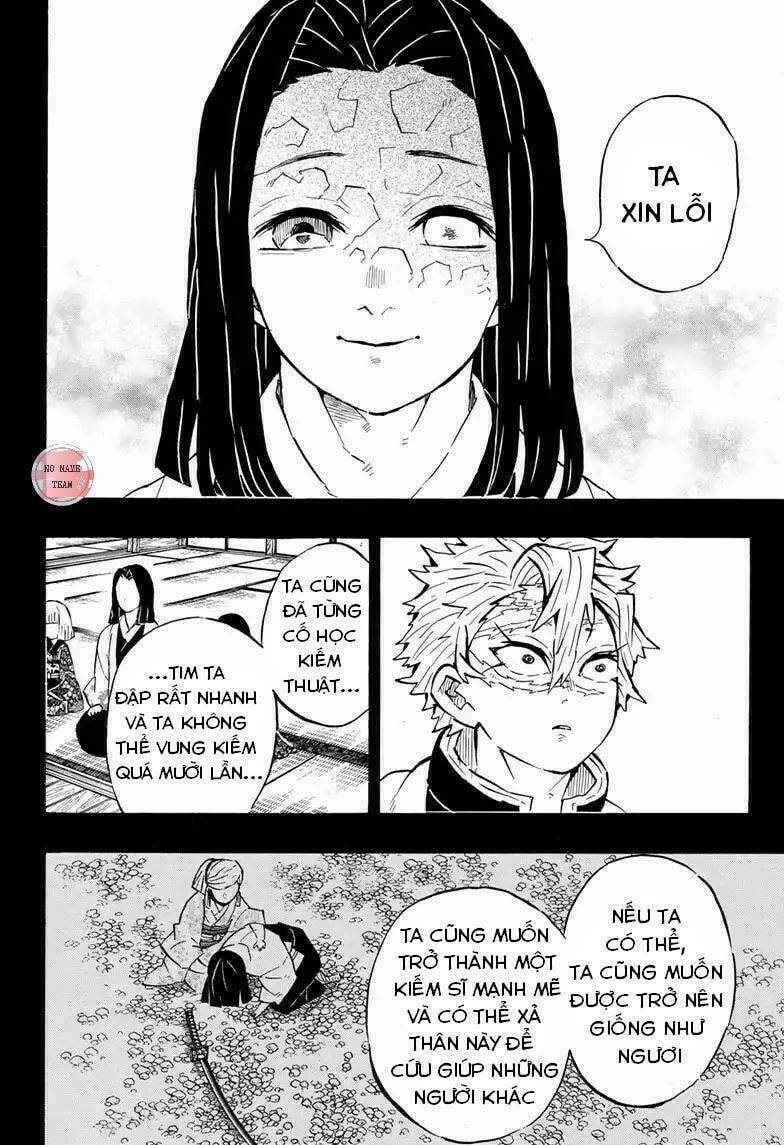 TA
XIN LỖI
NO NAME
TEAM
TA CŨNG
ĐÃ TỪNG
CỐ HỌC
KIẾM
THUẬT...
...TIM TA
ĐẬP RẤT NHANH
VÀ TA KHÔNG
THỂ VUNG KIẾM
QUÁ MƯỜI LẦN...
NẾU TA
CÓ THỂ,
TA CŨNG MUỐN
ĐƯỢC TRỞ NÊN
GIỐNG NHƯ
NGƯƠI
TA CŨNG MUỐN
TRỞ THÀNH MỘT
KIẾM SĨ MẠNH MẼ
VÀ CÓ THỂ XẢ
THÂN NÀY ĐỂ
CỨU GIÚP NHỮNG
NGƯỜI KHÁC